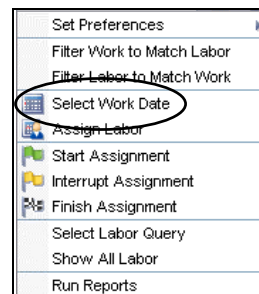 Set Preferences
Filter Work to Match Labor
Filter Labor to Match Work
Select Work Date
Assign Labor
Start Assignment
Interrupt Assignment
Finish Assignment
Select Labor Query
Show All Labor
Run Reports